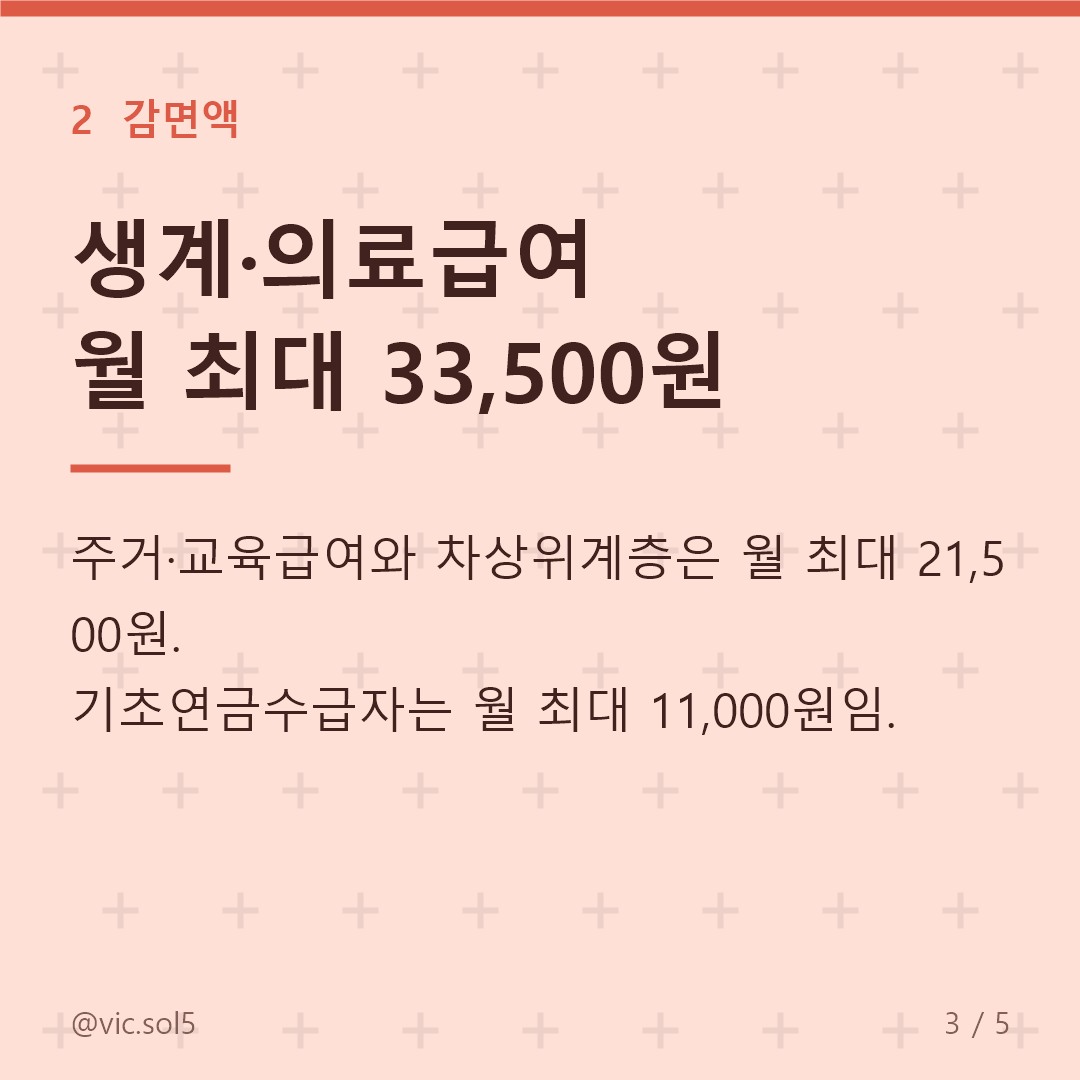 2 감면액
생계·의료급여
월 최대 33,500원
주거·교육급여와 차상위계층은 월 최대 21,5
00원.
기초연금수급자는 월 최대 11,000원임.
@vic.sol5
3 / 5